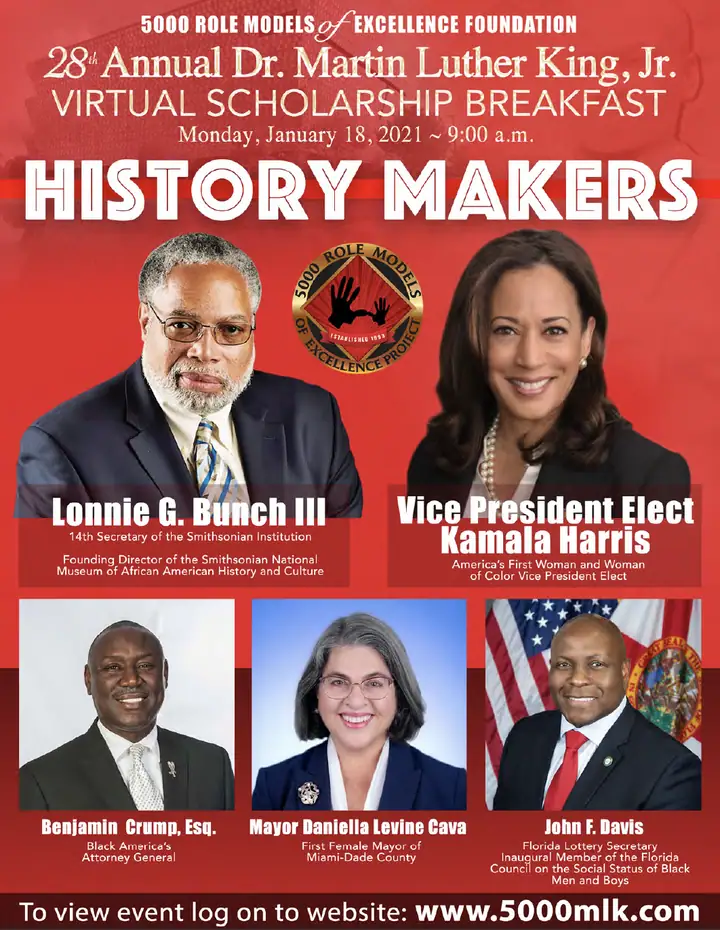 5000 ROLE MODELS of EXCELLENCE FOUNDATION
28th Annual Dr. Martin Luther King, Jr.
VIRTUAL SCHOLARSHIP BREAKFAST
Monday, January 18, 2021 ~ 9:00 a.m.
HISTORY MAKERS
5000 ROLE MODELS
ESTABLISHED 1993
OF EXCELLENCE PROJECT
Lonnie G. Bunch III
14th Secretary of the Smithsonian Institution
Founding Director of the Smithsonian National
Museum of African American History and Culture
Vice President Elect
Kamala Harris
America's First Woman and Woman
of Color Vice President Elect
Benjamin Crump, Esq.
Black America's
Attorney General
Mayor Daniella Levine Cava
First Female Mayor of
Miami-Dade County
John F. Davis
Florida Lottery Secretary
Inaugural Member of the Florida
Council on the Social Status of Black
Men and Boys
To view event log on to website: www.5000mlk.com